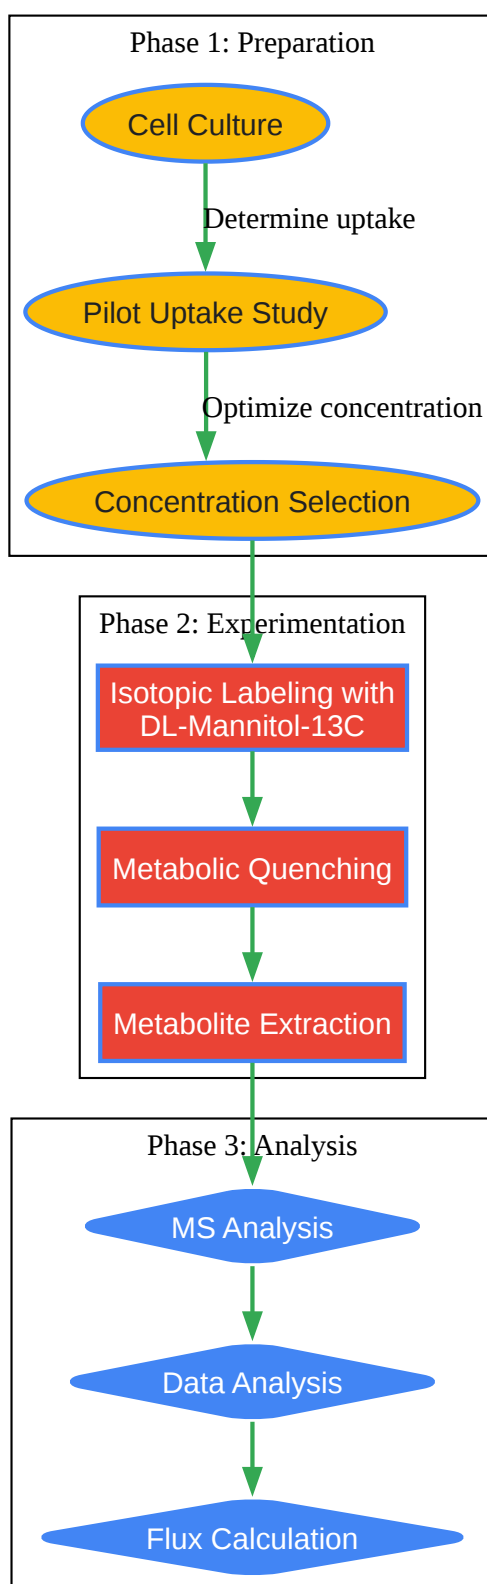 Phase 1: Preparation
Cell Culture
Determine uptake
Pilot Uptake Study
Optimize concentration
Concentration Selection
Phase 2: Experimentation
Isotopic Labeling with
DL-Mannitol-13C
Metabolic Quenching
Metabolite Extraction
Phase 3: Analysis
MS Analysis
Data Analysis
Flux Calculation